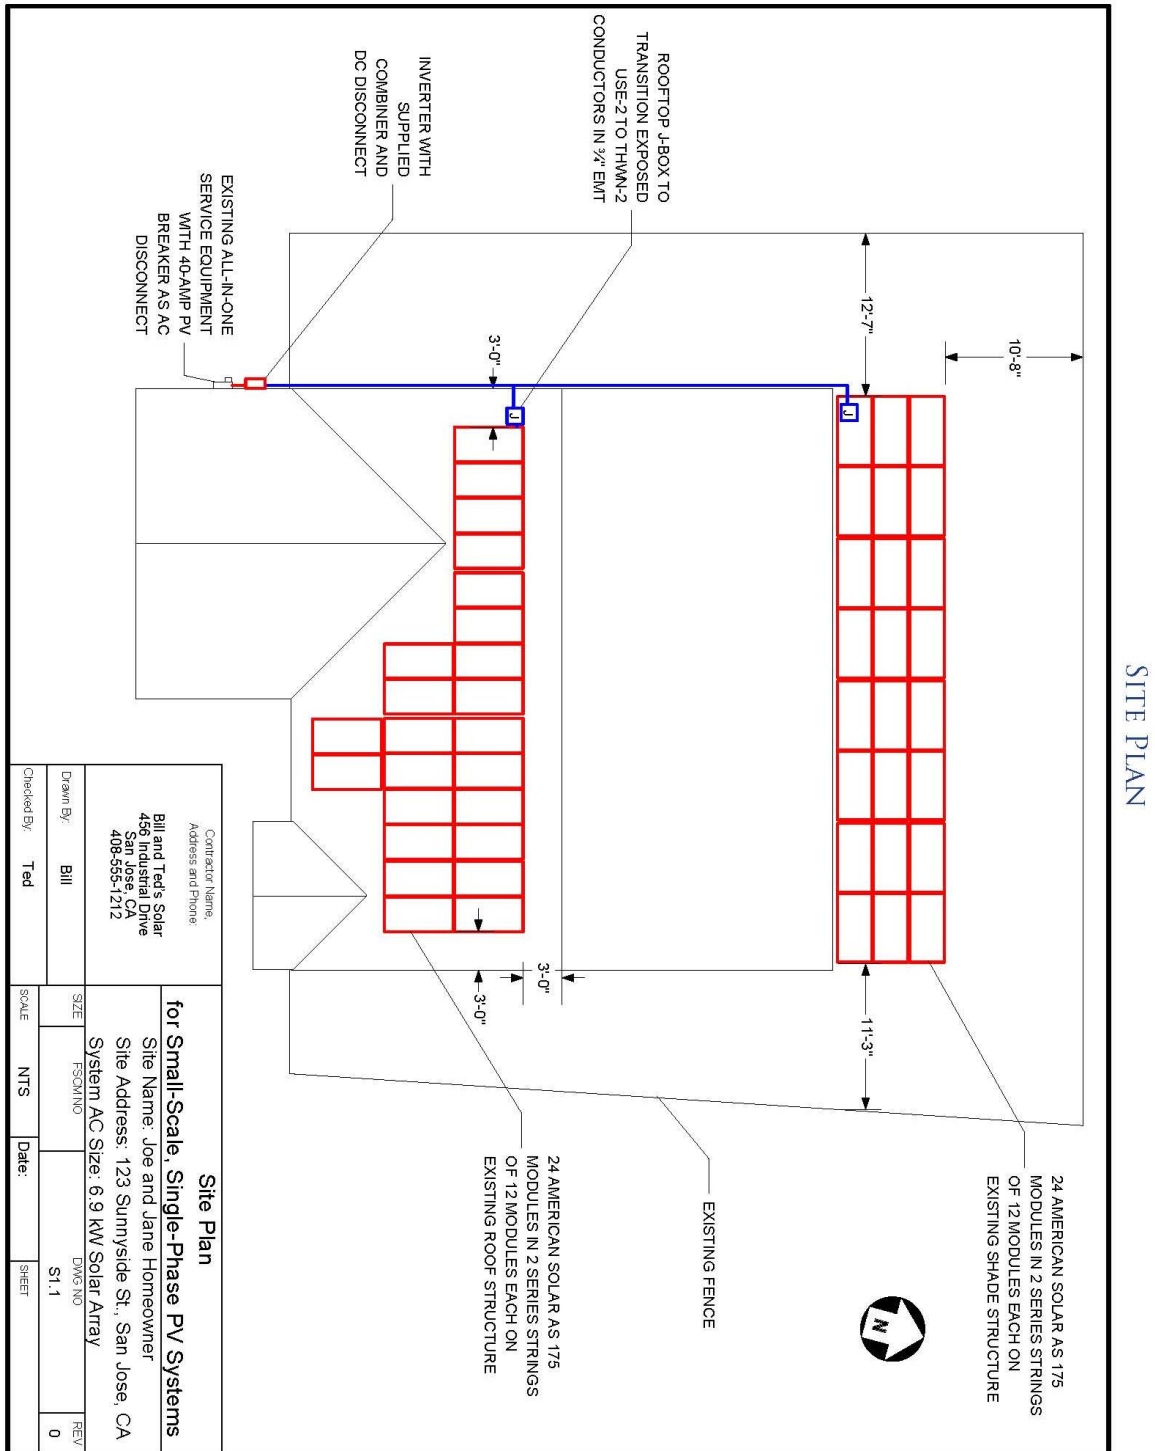 SITE PLAN
24 AMERICAN SOLAR AS 175
MODULES IN 2 SERIES STRINGS
OF 12 MODULES EACH ON
EXISTING SHADE STRUCTURE
N
10'-8"
12'-7"
11'-3"
J
ROOFTOP J-BOX TO
TRANSITION EXPOSED
USE-2 TO THWN-2
CONDUCTORS IN ¾" EMT
EXISTING FENCE
3'-0"
J
3'-0"
3'-0"
24 AMERICAN SOLAR AS 175
MODULES IN 2 SERIES STRINGS
OF 12 MODULES EACH ON
EXISTING ROOF STRUCTURE
INVERTER WITH
SUPPLIED
COMBINER AND
DC DISCONNECT
EXISTING ALL-IN-ONE
SERVICE EQUIPMENT
WITH 40-AMP PV
BREAKER AS AC
DISCONNECT
Contractor Name,
Address and Phone:
Bill and Ted's Solar
456 Industrial Drive
San Jose, CA
408-555-1212
Drawn By: Bill
Checked By: Ted
Site Plan
for Small-Scale, Single-Phase PV Systems
Site Name: Joe and Jane Homeowner
Site Address: 123 Sunnyside St., San Jose, CA
System AC Size: 6.9 kW Solar Array
SIZE
FSCM NO
DWG NO
S1.1
REV
0
SCALE
NTS
Date:
SHEET